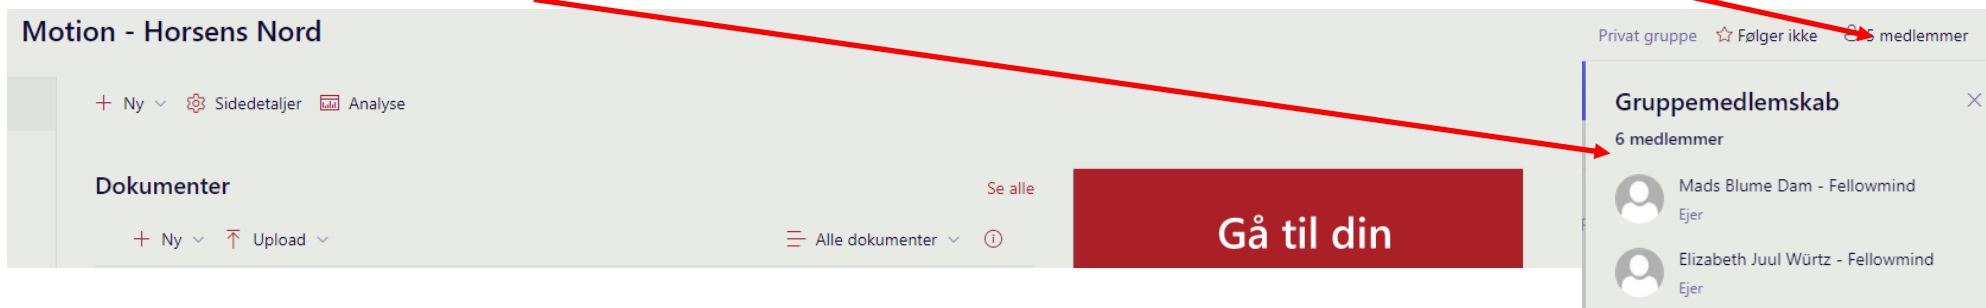 Motion - Horsens Nord
Privat gruppe Følger ikke 5 medlemmer
Ny Sidedetaljer Analyse
Dokumenter
Se alle
Ny Upload
Alle dokumenter
Gå til din
Gruppemedlemskab
6 medlemmer
Mads Blume Dam - Fellowmind
Ejer
Elizabeth Juul Würtz - Fellowmind
Ejer